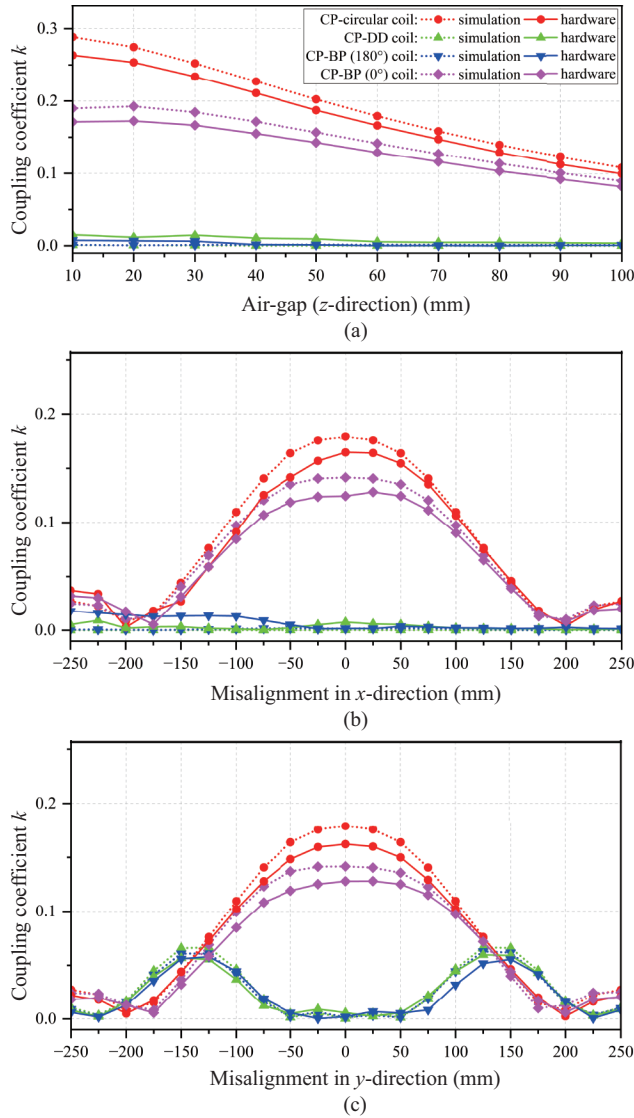 CP-circular coil: simulation hardware
CP-DD coil: simulation hardware
CP-BP (180°) coil: simulation hardware
CP-BP (0°) coil: simulation hardware
Coupling coefficient k
0.3
0.2
0.1
0.0
10 20 30 40 50 60 70 80 90 100
Air-gap (z-direction) (mm)
(a)
Coupling coefficient k
0.2
0.1
0.0
−250 −200 −150 −100 −50 0 50 100 150 200 250
Misalignment in x-direction (mm)
(b)
Coupling coefficient k
0.2
0.1
0.0
−250 −200 −150 −100 −50 0 50 100 150 200 250
Misalignment in y-direction (mm)
(c)